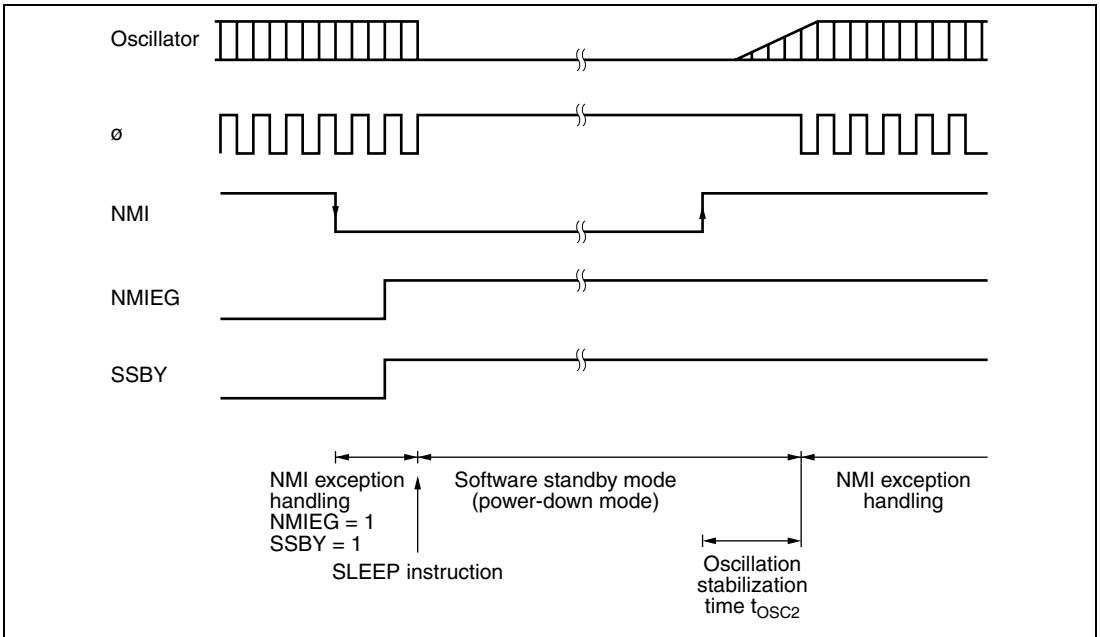 Oscillator
ø
NMI
NMIEG
SSBY
NMI exception
handling
NMIEG = 1
SSBY = 1
SLEEP instruction
Software standby mode
(power-down mode)
Oscillation
stabilization
time tOSC2
NMI exception
handling